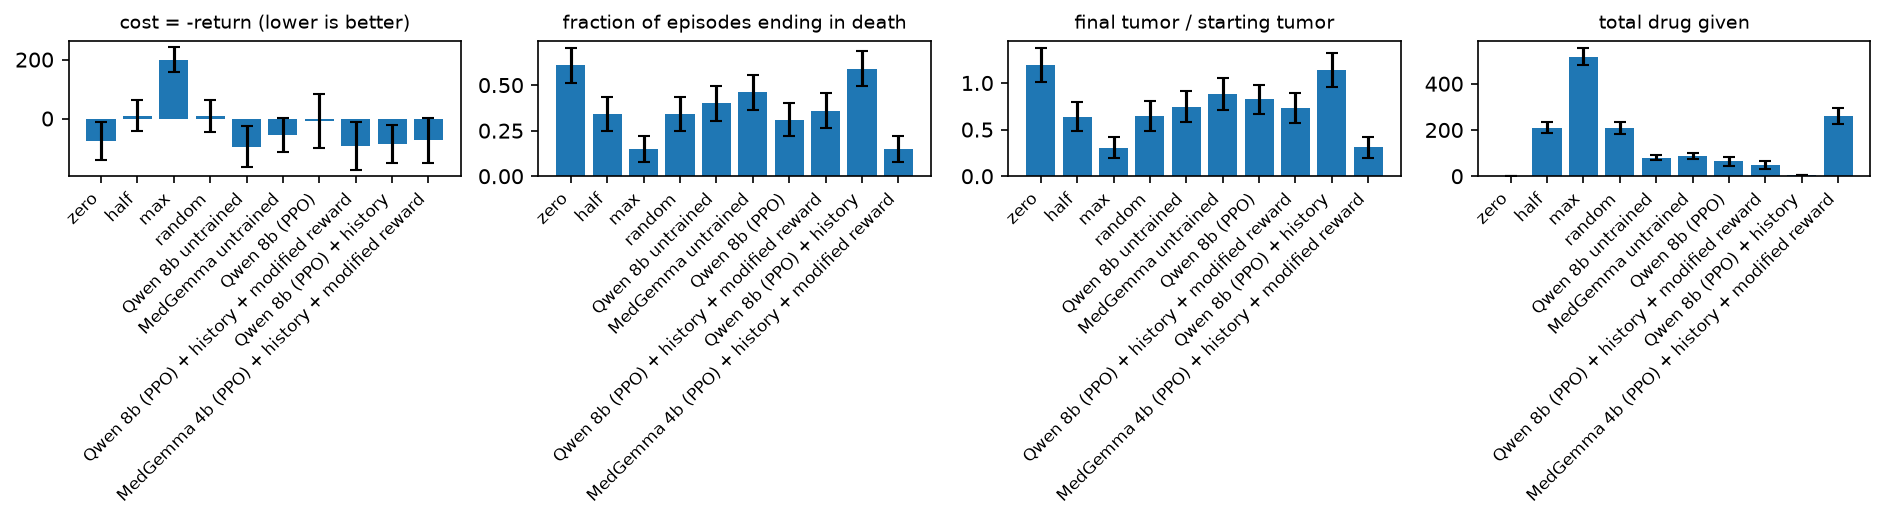 cost = -return (lower is better)
200
0
zero
half
max
random
Qwen 8b untrained
MedGemma untrained
Qwen 8b (PPO)
Qwen 8b (PPO) + history + modified reward
Qwen 8b (PPO) + history
MedGemma 4b (PPO) + history + modified reward
fraction of episodes ending in death
0.50
0.25
0.00
zero
half
max
random
Qwen 8b untrained
MedGemma untrained
Qwen 8b (PPO)
Qwen 8b (PPO) + history + modified reward
Qwen 8b (PPO) + history
MedGemma 4b (PPO) + history + modified reward
final tumor / starting tumor
1.0
0.5
0.0
zero
half
max
random
Qwen 8b untrained
MedGemma untrained
Qwen 8b (PPO)
Qwen 8b (PPO) + history + modified reward
Qwen 8b (PPO) + history
MedGemma 4b (PPO) + history + modified reward
total drug given
400
200
0
zero
half
max
random
Qwen 8b untrained
MedGemma untrained
Qwen 8b (PPO)
Qwen 8b (PPO) + history + modified reward
Qwen 8b (PPO) + history
MedGemma 4b (PPO) + history + modified reward